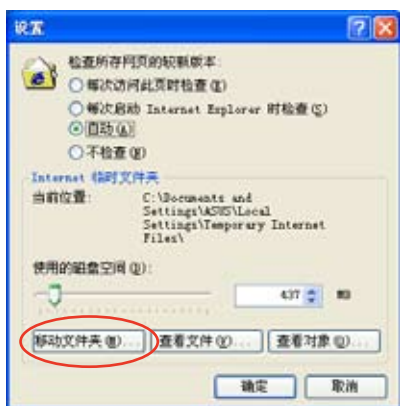 设置
检查所存网页的较新版本:
每次访问此页时检查(E)
每次启动 Internet Explorer 时检查(S)
自动(A)
不检查(N)
Internet 临时文件夹
当前位置: C:\Documents and
Settings\ASUS\Local
Settings\Temporary Internet
Files\
使用的磁盘空间(D):
437 MB
移动文件夹(M)... 查看文件(V)... 查看对象(O)...
确定 取消